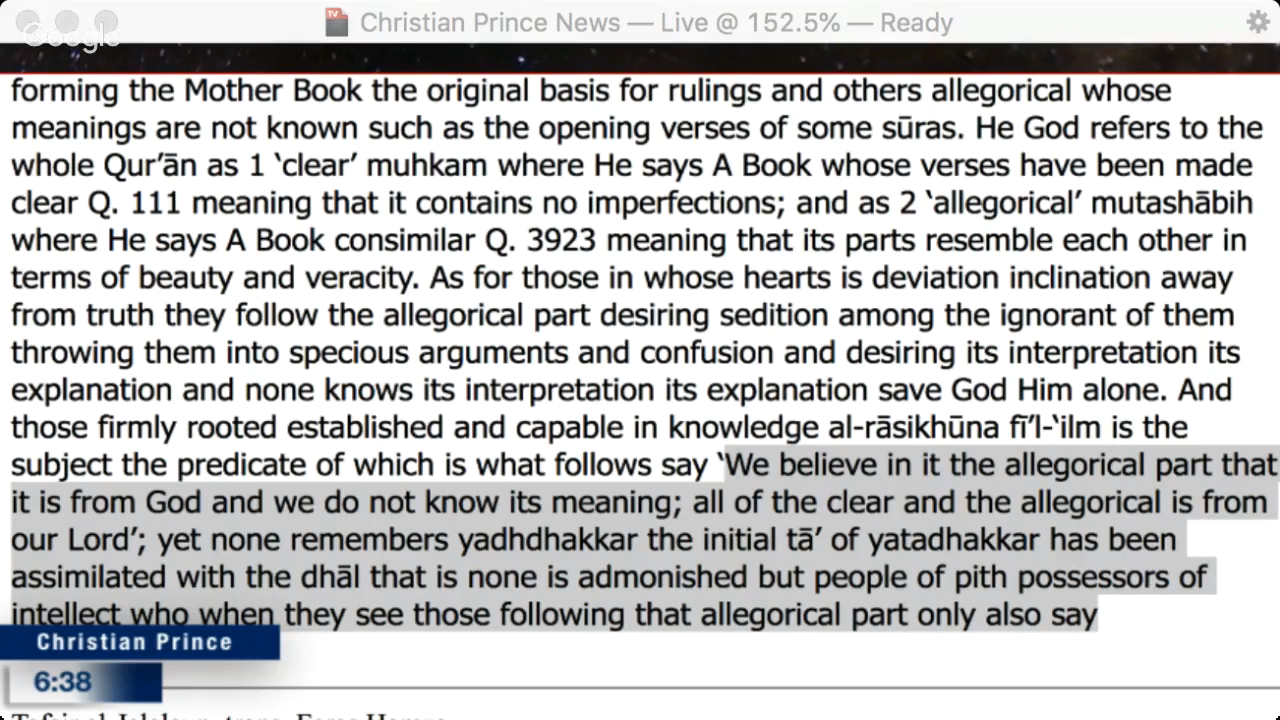 Christian Prince News — Live @ 152.5% — Ready
TV
Google
forming the Mother Book the original basis for rulings and others allegorical whose
meanings are not known such as the opening verses of some sūras. He God refers to the
whole Qur’ān as 1 ‘clear’ muhkam where He says A Book whose verses have been made
clear Q. 111 meaning that it contains no imperfections; and as 2 ‘allegorical’ mutashābih
where He says A Book consimilar Q. 3923 meaning that its parts resemble each other in
terms of beauty and veracity. As for those in whose hearts is deviation inclination away
from truth they follow the allegorical part desiring sedition among the ignorant of them
throwing them into specious arguments and confusion and desiring its interpretation its
explanation and none knows its interpretation its explanation save God Him alone. And
those firmly rooted established and capable in knowledge al-rāsikhūna fī’l-‘ilm is the
subject the predicate of which is what follows say ‘We believe in it the allegorical part that
it is from God and we do not know its meaning; all of the clear and the allegorical is from
our Lord’; yet none remembers yadhdhakkar the initial tā’ of yatadhakkar has been
assimilated with the dhāl that is none is admonished but people of pith possessors of
intellect who when they see those following that allegorical part only also say
Christian Prince
6:38